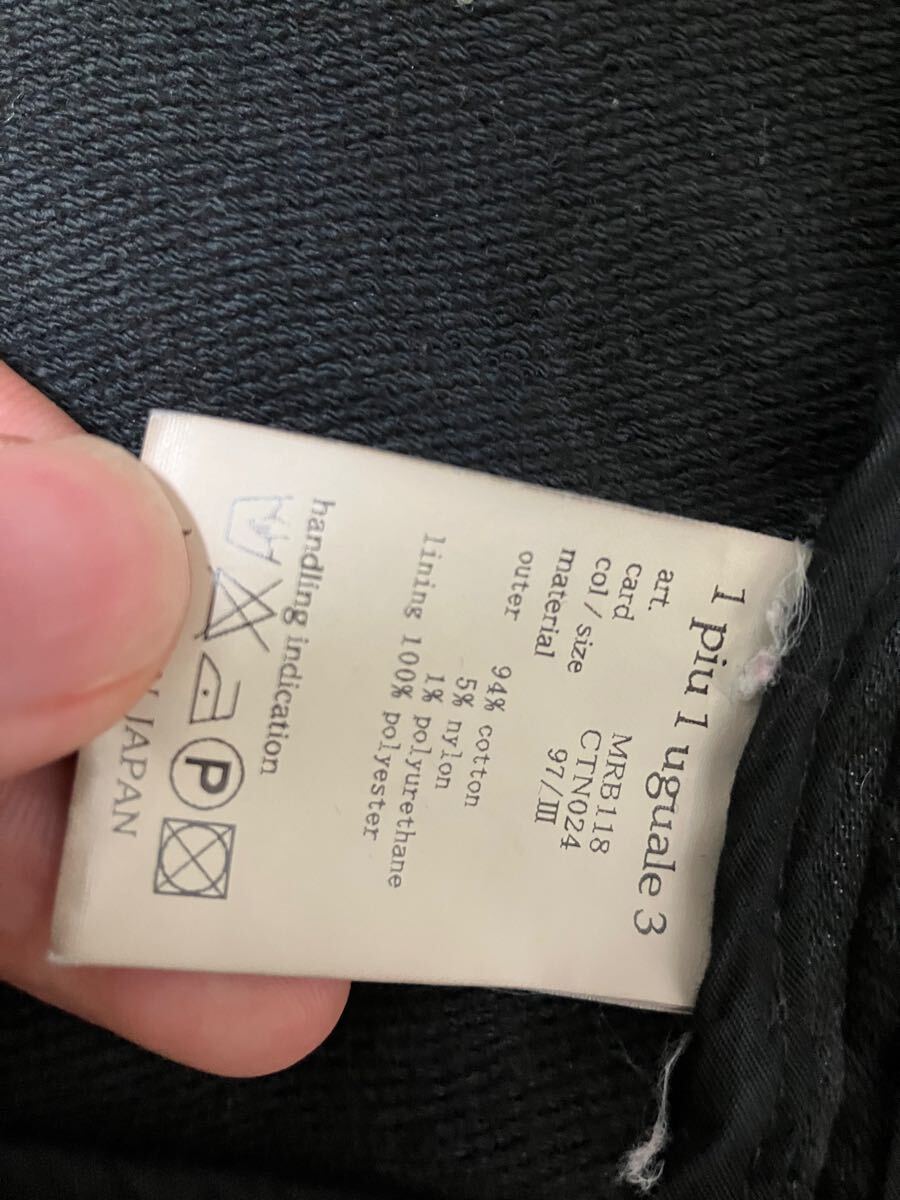 1 piu 1 uguale 3
art. MRB118
card CTN024
col/size 97/Ⅲ
material
outer 94% cotton
5% nylon
1% polyurethane
lining 100% polyester
handling indication
P
JAPAN